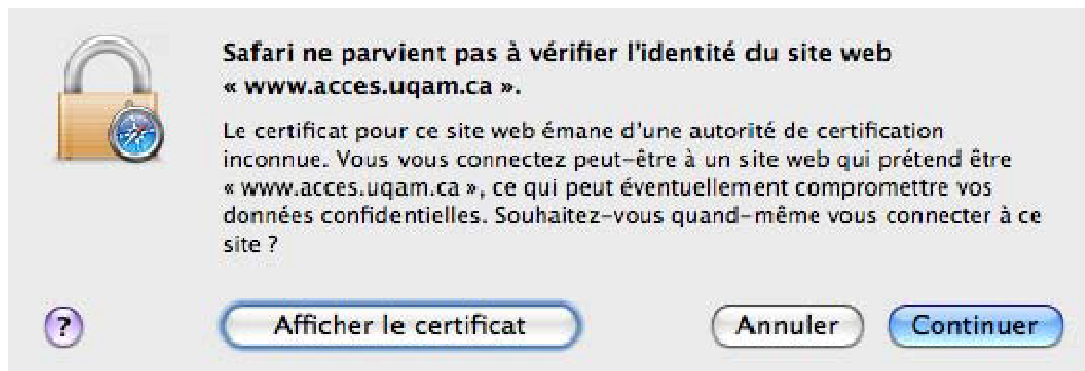 Safari ne parvient pas à vérifier l'identité du site web
« www.acces.uqam.ca ».
Le certificat pour ce site web émane d'une autorité de certification
inconnue. Vous vous connectez peut-être à un site web qui prétend être
« www.acces.uqam.ca », ce qui peut éventuellement compromettre vos
données confidentielles. Souhaitez-vous quand-même vous connecter à ce
site ?
?
Afficher le certificat
Annuler
Continuer